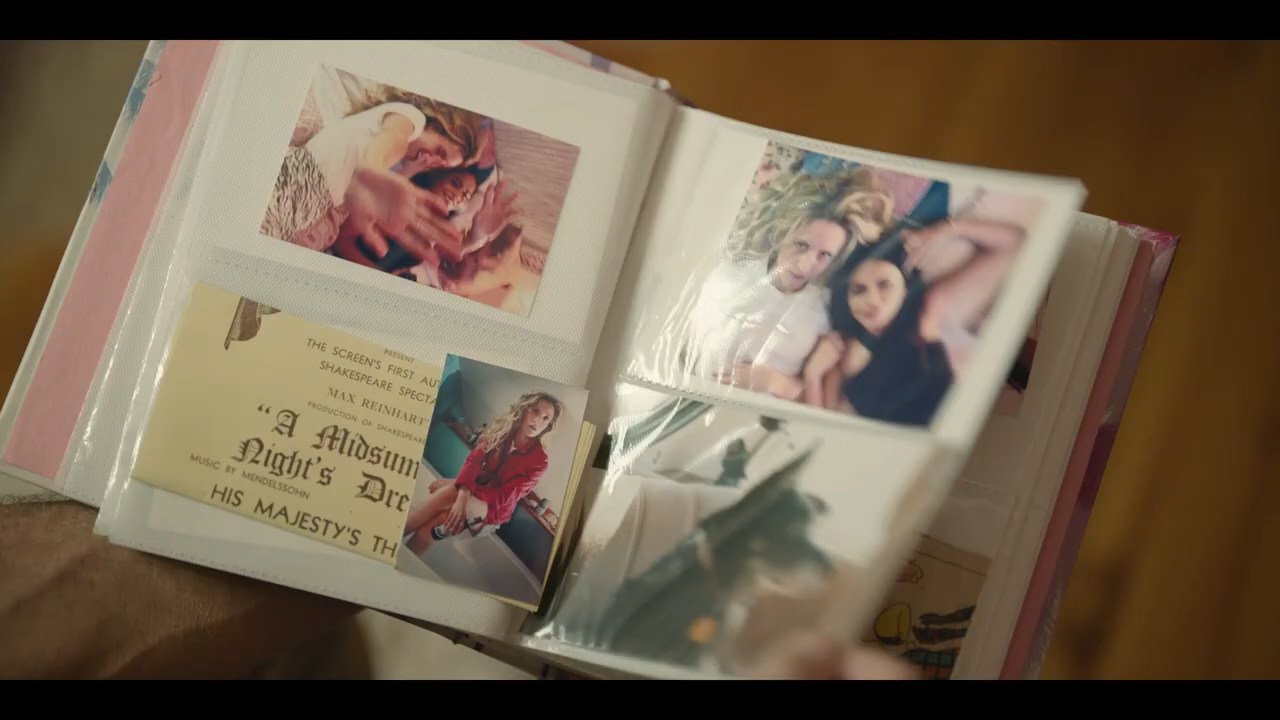 PRESENT
THE SCREEN'S FIRST AU
SHAKESPEARE SPECTA
MAX REINHART
PRODUCTION OF SHAKESPEARE
"A Midsum
Night's Dre
MUSIC BY MENDELSSOHN
HIS MAJESTY'S TH